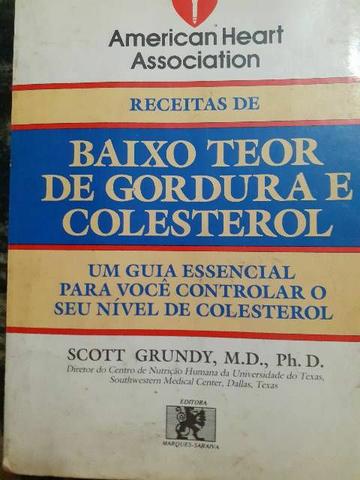 American Heart
Association
RECEITAS DE
BAIXO TEOR
DE GORDURA E
COLESTEROL
UM GUIA ESSENCIAL
PARA VOCÊ CONTROLAR O
SEU NÍVEL DE COLESTEROL
SCOTT GRUNDY, M.D., Ph. D.
Diretor do Centro de Nutrição Humana da Universidade do Texas,
Southwestern Medical Center, Dallas, Texas
EDITORA
MARQUES-SARAIVA